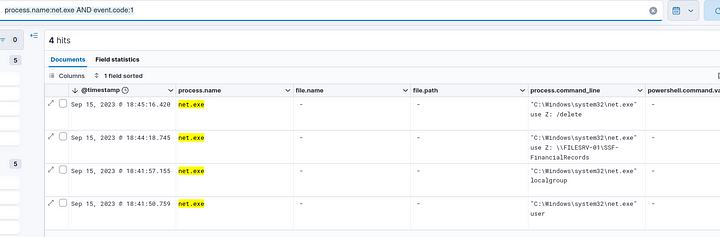 process.name:net.exe AND event.code:1
0
5
4 hits
Documents Field statistics
Columns 1 field sorted
@timestamp process.name file.name file.path process.command_line powershell.command.va
Sep 15, 2023 @ 18:45:16.420 net.exe - - "C:\Windows\system32\net.exe" -
use Z: /delete
Sep 15, 2023 @ 18:44:18.745 net.exe - - "C:\Windows\system32\net.exe" -
use Z: \\FILESRV-01\SSF-
FinancialRecords
5
Sep 15, 2023 @ 18:41:57.155 net.exe - - "C:\Windows\system32\net.exe" -
localgroup
Sep 15, 2023 @ 18:41:50.759 net.exe - - "C:\Windows\system32\net.exe" -
user